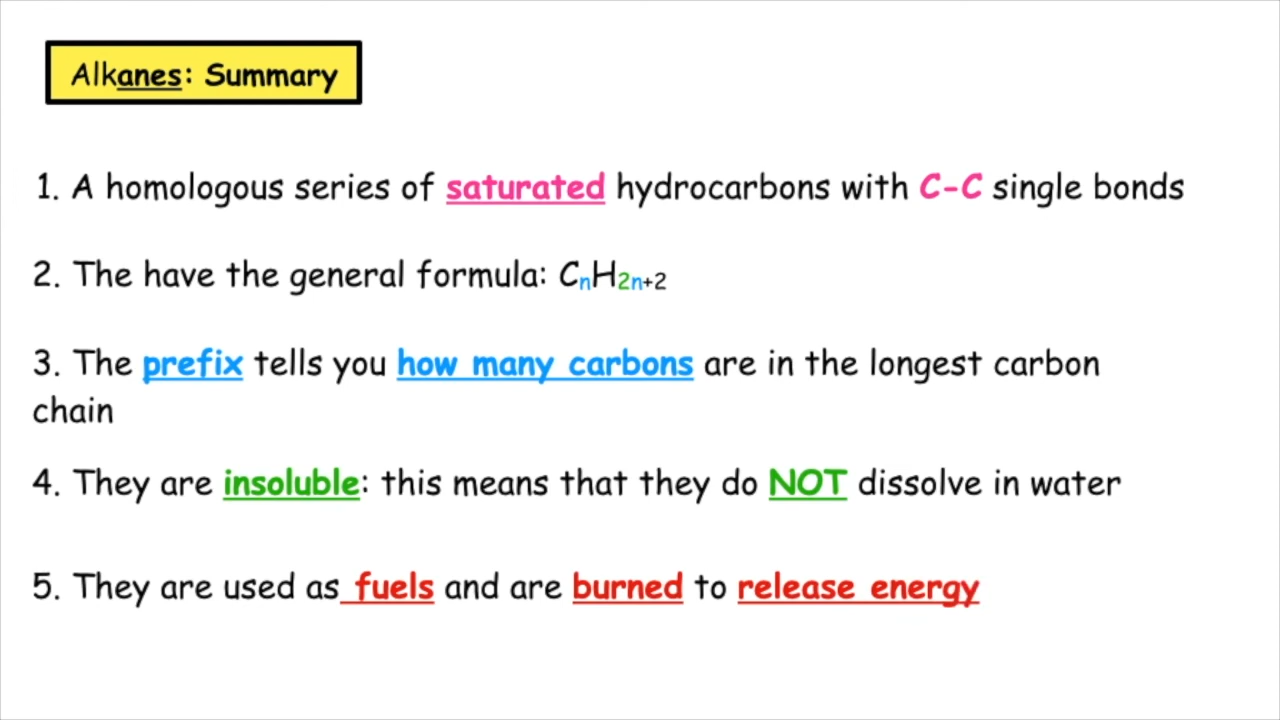 Alkanes: Summary
1. A homologous series of saturated hydrocarbons with C-C single bonds
2. The have the general formula: CₙH₂ₙ₊₂
3. The prefix tells you how many carbons are in the longest carbon
chain
4. They are insoluble: this means that they do NOT dissolve in water
5. They are used as fuels and are burned to release energy